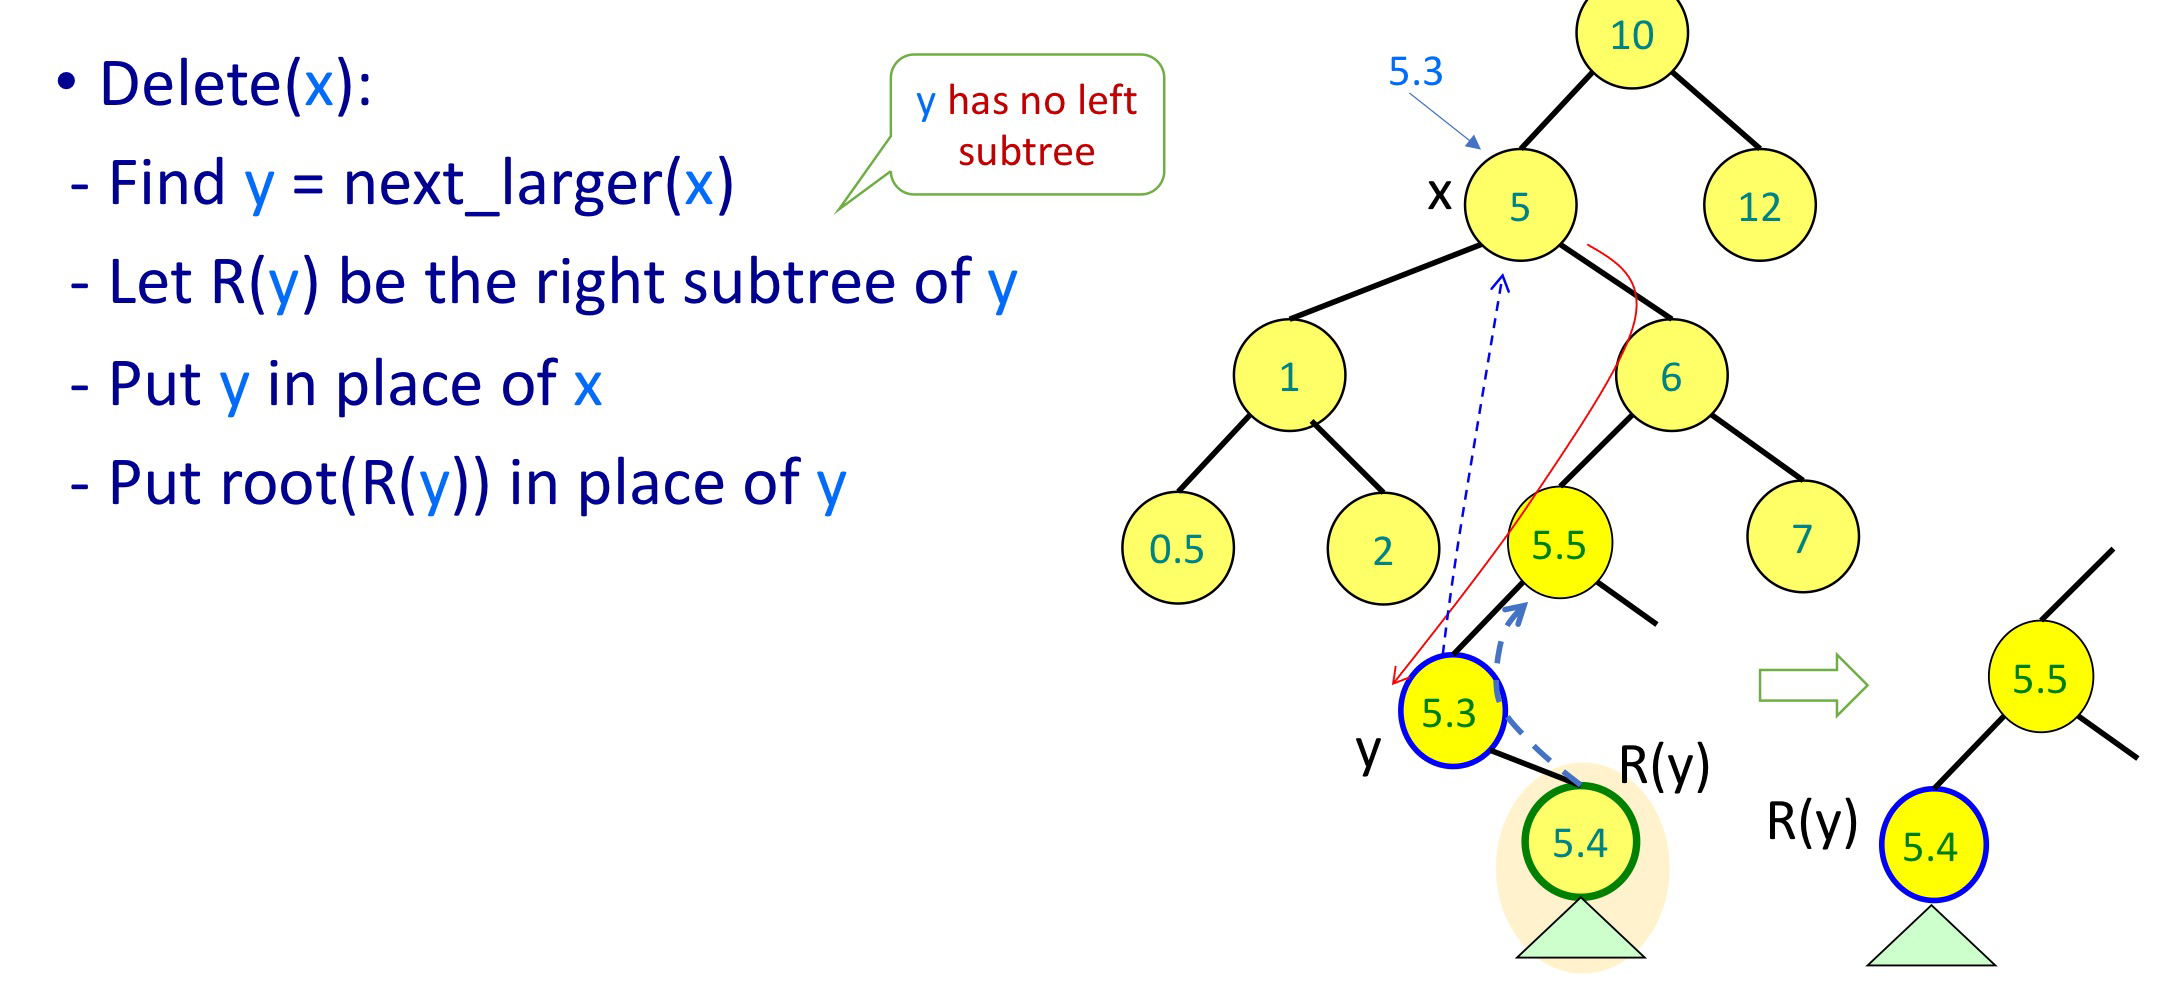 • Delete(x):
- Find y = next_larger(x)
- Let R(y) be the right subtree of y
- Put y in place of x
- Put root(R(y)) in place of y
y has no left
subtree
10
5.3
x
5
12
1
6
0.5
2
5.5
7
5.3
y
R(y)
5.4
5.5
R(y)
5.4